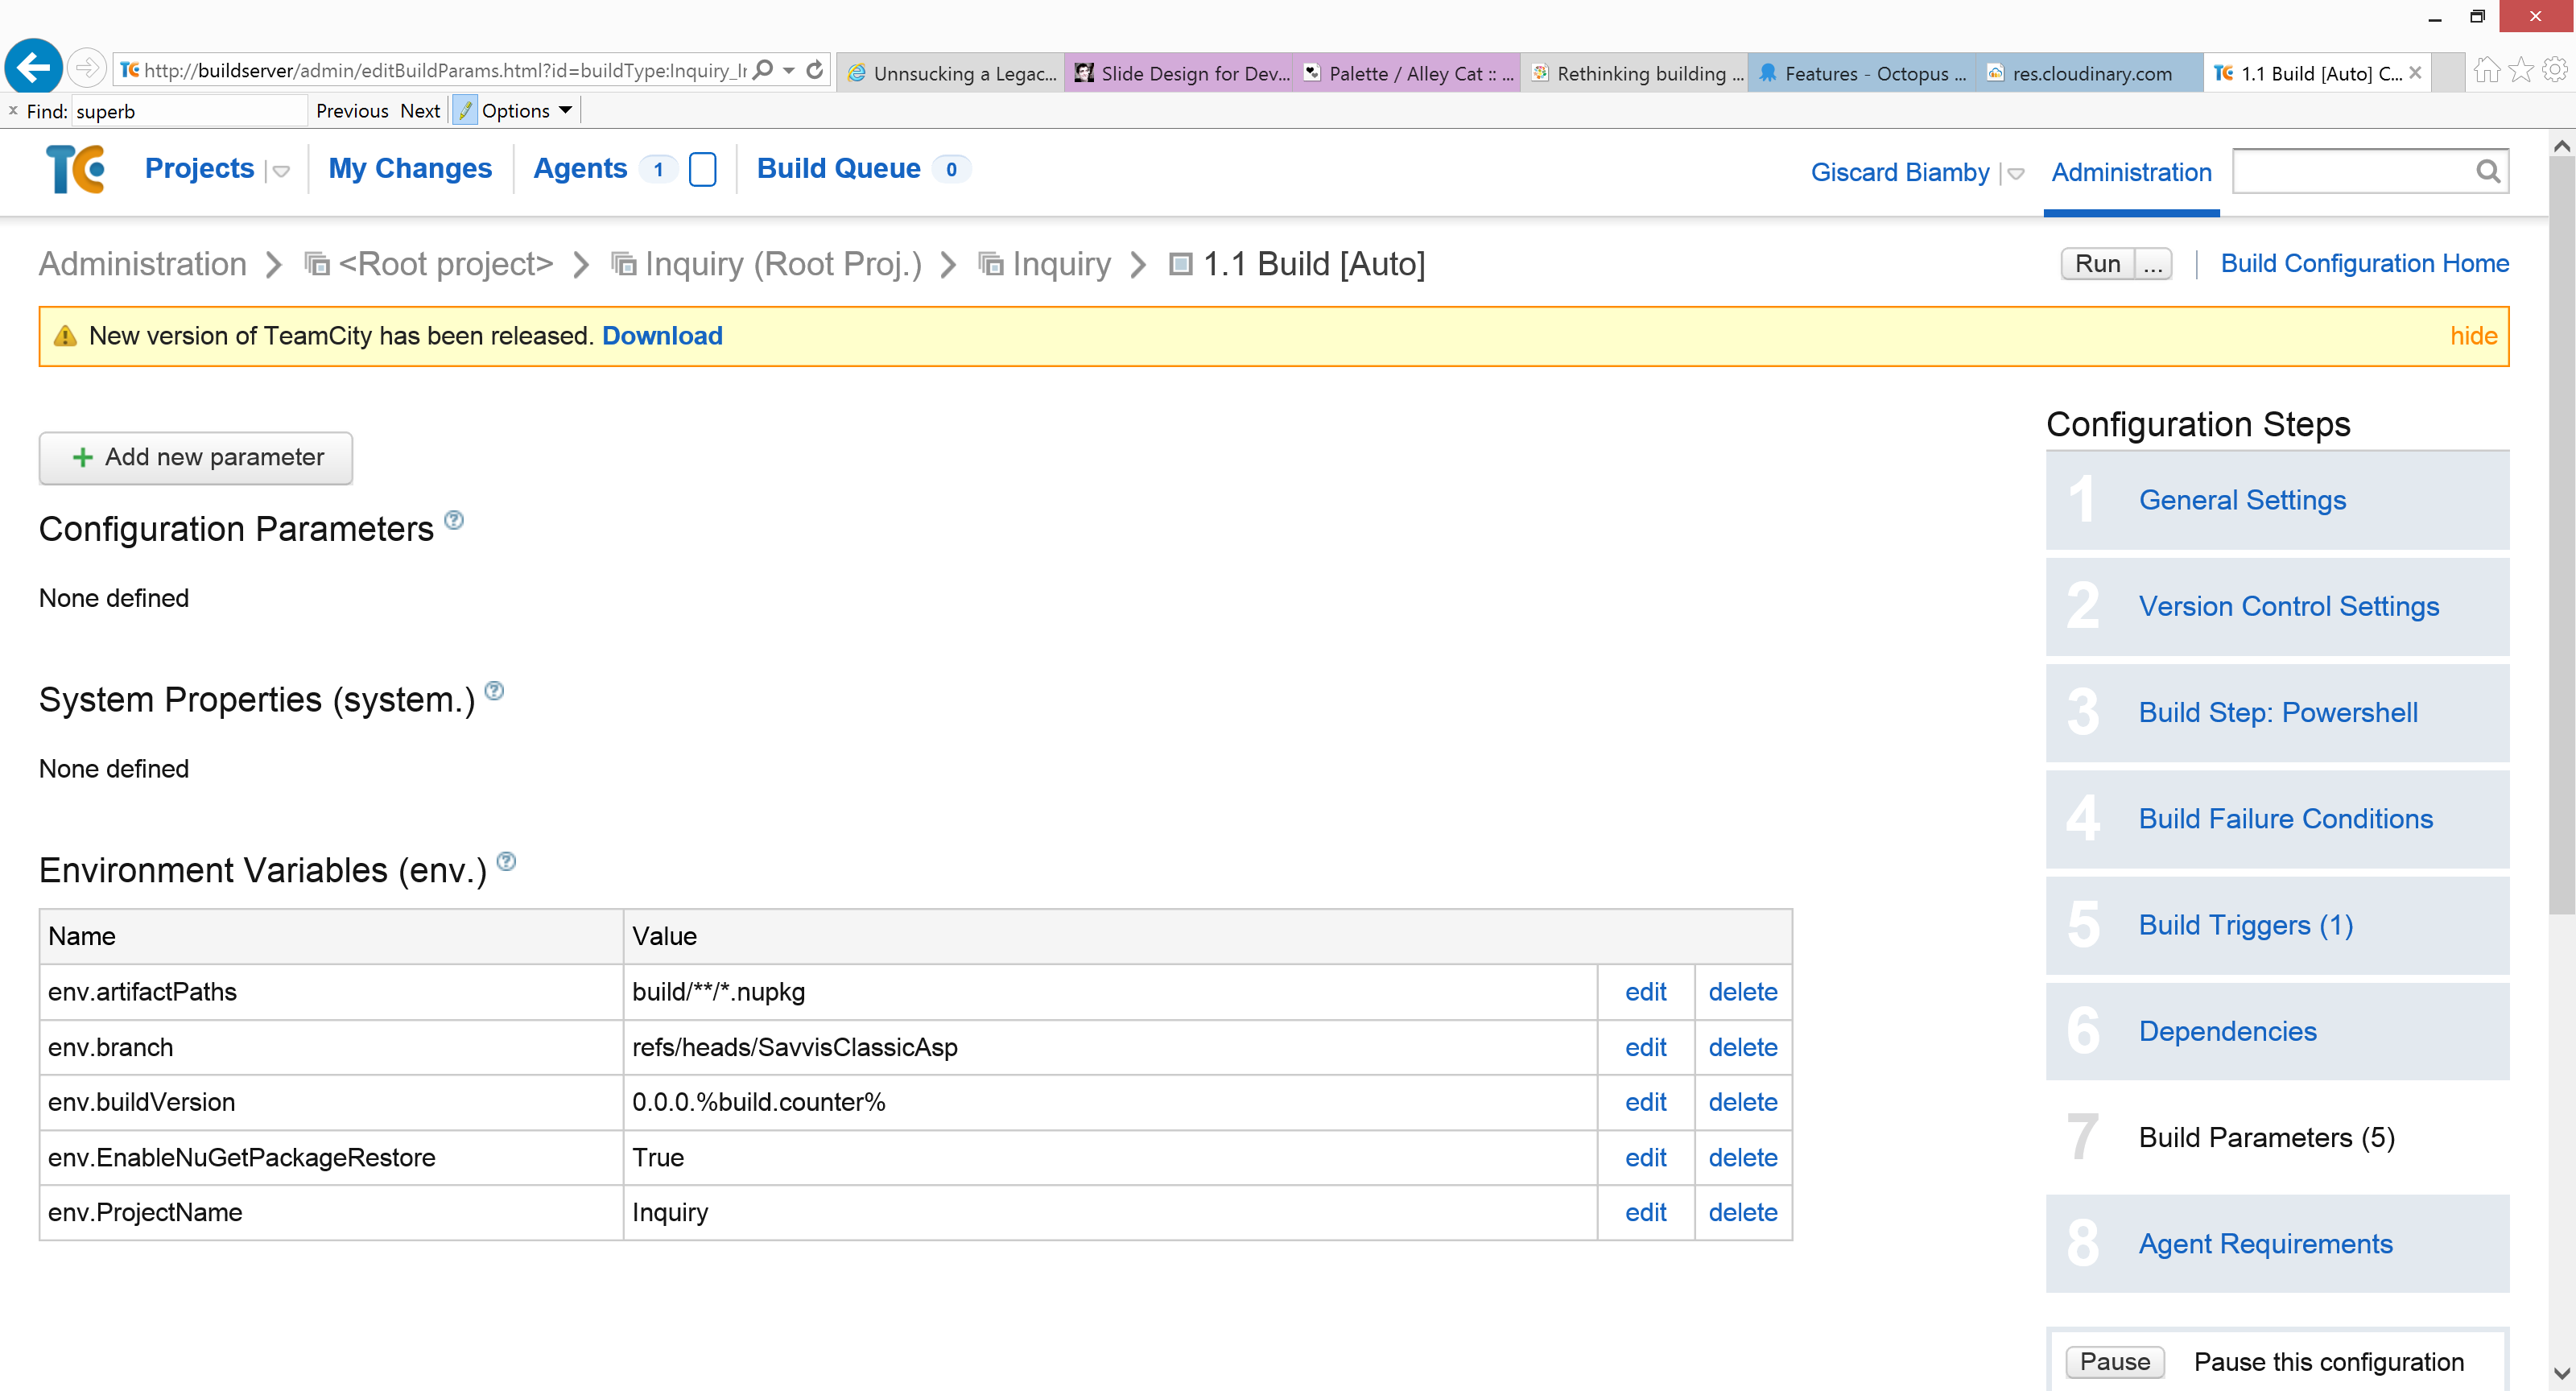 http://buildserver/admin/editBuildParams.html?id=buildType:Inquiry_Ir
Unnsucking a Legac...
Slide Design for Dev...
Palette / Alley Cat :: ...
Rethinking building ...
Features - Octopus ...
res.cloudinary.com
TC 1.1 Build [Auto] C...
x Find: superb Previous Next Options
TC Projects My Changes Agents 1 Build Queue 0 Giscard Biamby Administration
Administration <Root project> Inquiry (Root Proj.) Inquiry 1.1 Build [Auto] Run ... Build Configuration Home
New version of TeamCity has been released. Download hide
Add new parameter
Configuration Parameters ?
None defined
System Properties (system.) ?
None defined
Environment Variables (env.) ?
Name Value
env.artifactPaths build/**/*.nupkg edit delete
env.branch refs/heads/SavvisClassicAsp edit delete
env.buildVersion 0.0.0.%build.counter% edit delete
env.EnableNuGetPackageRestore True edit delete
env.ProjectName Inquiry edit delete
Configuration Steps
1 General Settings
2 Version Control Settings
3 Build Step: Powershell
4 Build Failure Conditions
5 Build Triggers (1)
6 Dependencies
7 Build Parameters (5)
8 Agent Requirements
Pause Pause this configuration